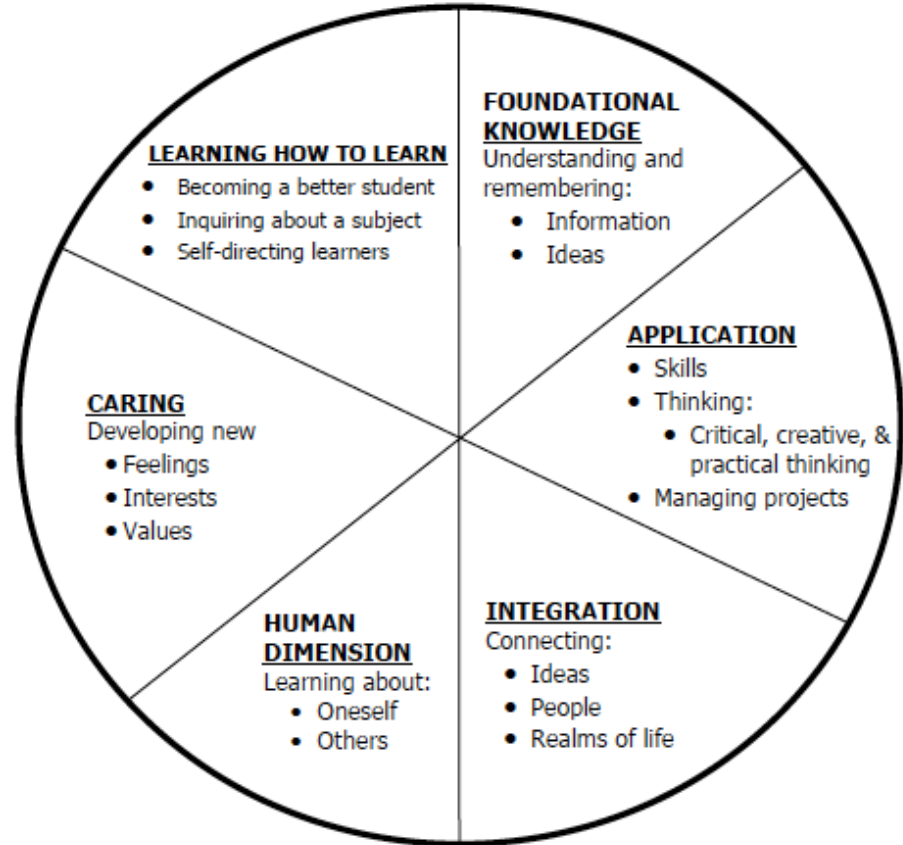 FOUNDATIONAL
KNOWLEDGE
Understanding and
remembering:
• Information
• Ideas
APPLICATION
• Skills
• Thinking:
• Critical, creative, &
practical thinking
• Managing projects
INTEGRATION
Connecting:
• Ideas
• People
• Realms of life
HUMAN
DIMENSION
Learning about:
• Oneself
• Others
CARING
Developing new
• Feelings
• Interests
• Values
LEARNING HOW TO LEARN
• Becoming a better student
• Inquiring about a subject
• Self-directing learners